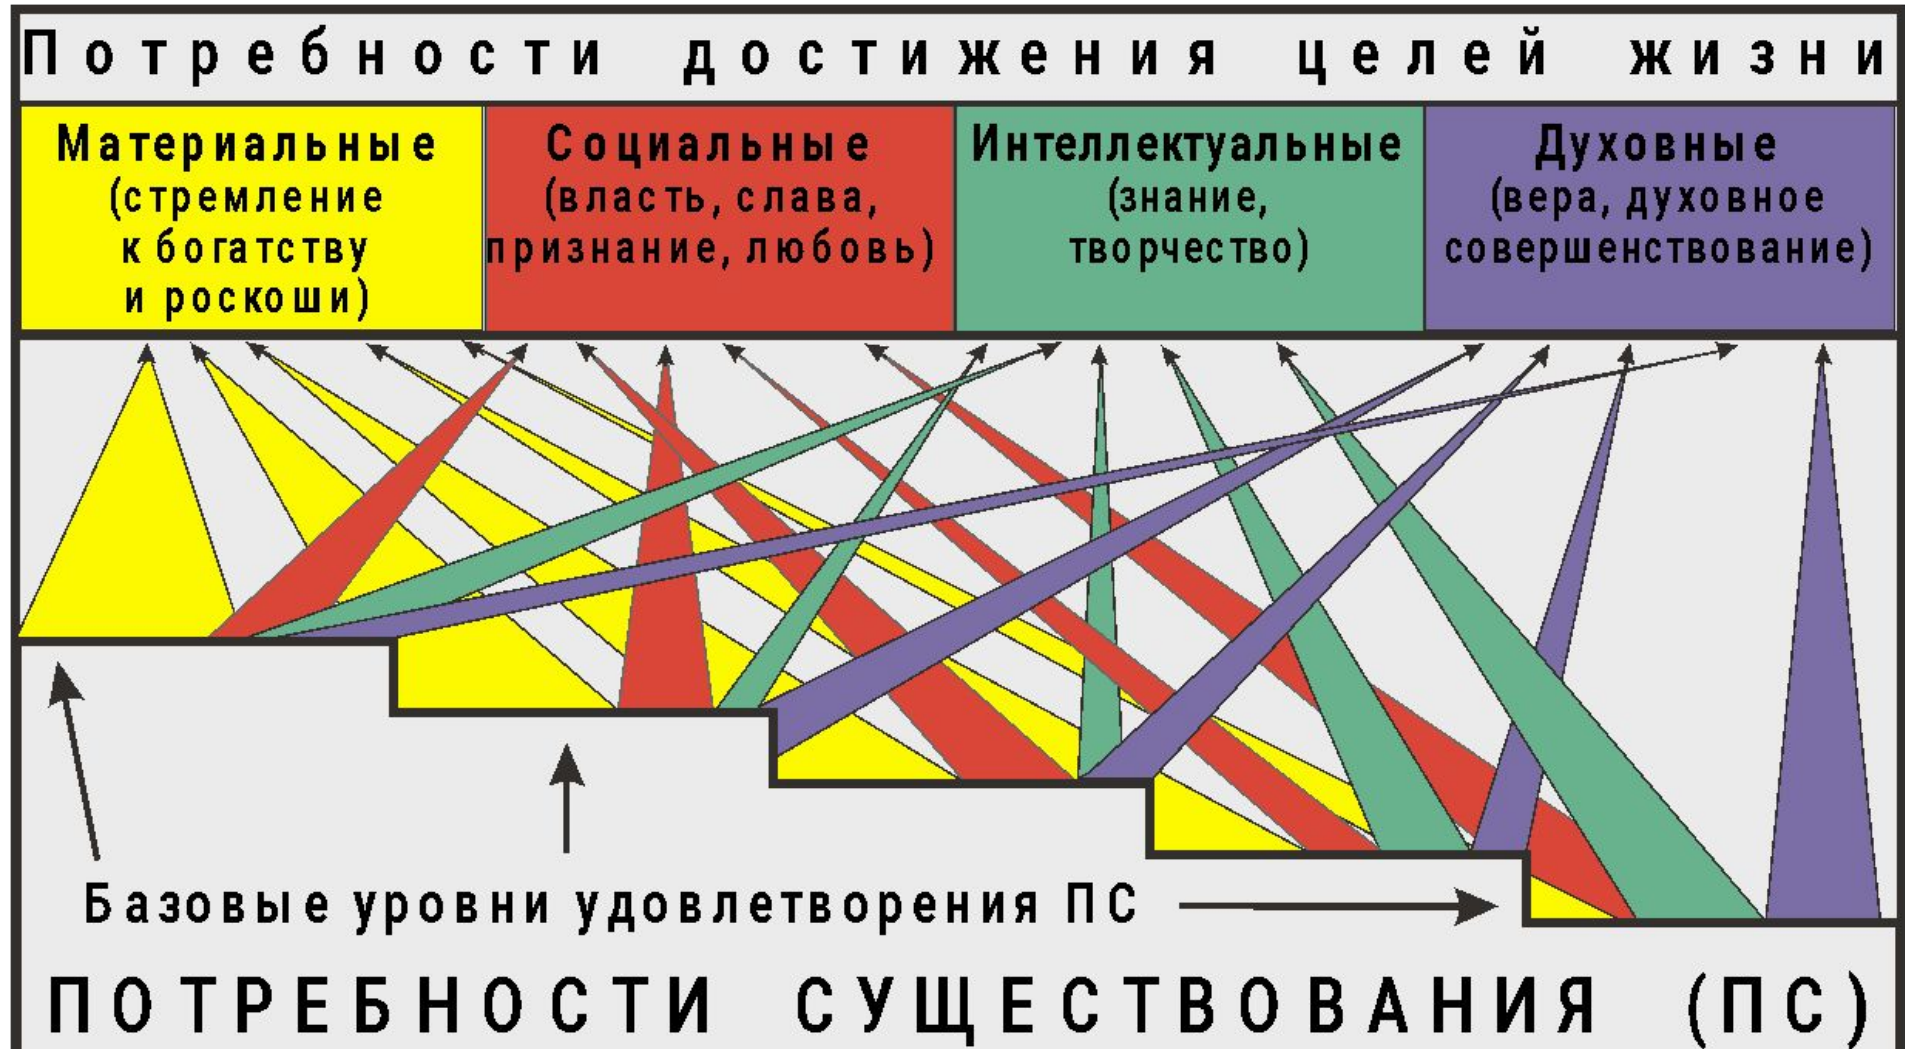 Потребности достижения целей жизни
Материальные
(стремление
к богатству
и роскоши)
Социальные
(власть, слава,
признание, любовь)
Интеллектуальные
(знание,
творчество)
Духовные
(вера, духовное
совершенствование)
Базовые уровни удовлетворения ПС
ПОТРЕБНОСТИ СУЩЕСТВОВАНИЯ (ПС)